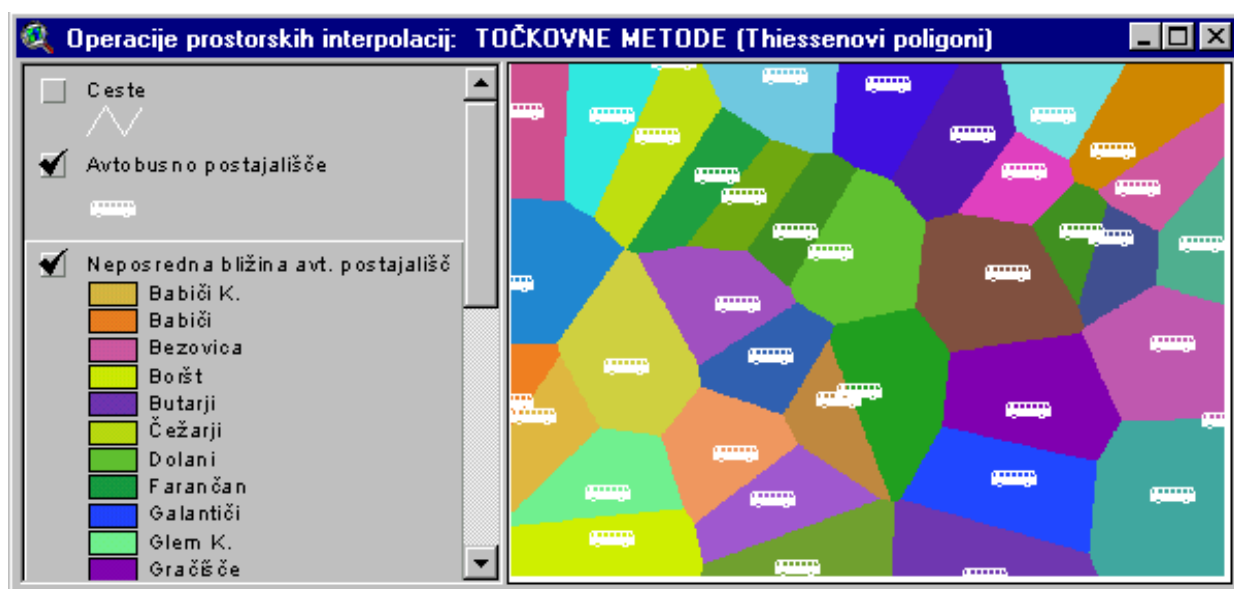 Operacije prostorskih interpolacij: TOČKOVNE METODE (Thiessenovi poligoni)
Ceste
Avtobusno postajališče
Neposredna bližina avt. postajališč
Babiči K.
Babiči
Bezovica
Boršt
Butarji
Čežarji
Dolani
Farančan
Galantiči
Glem K.
Gračišče